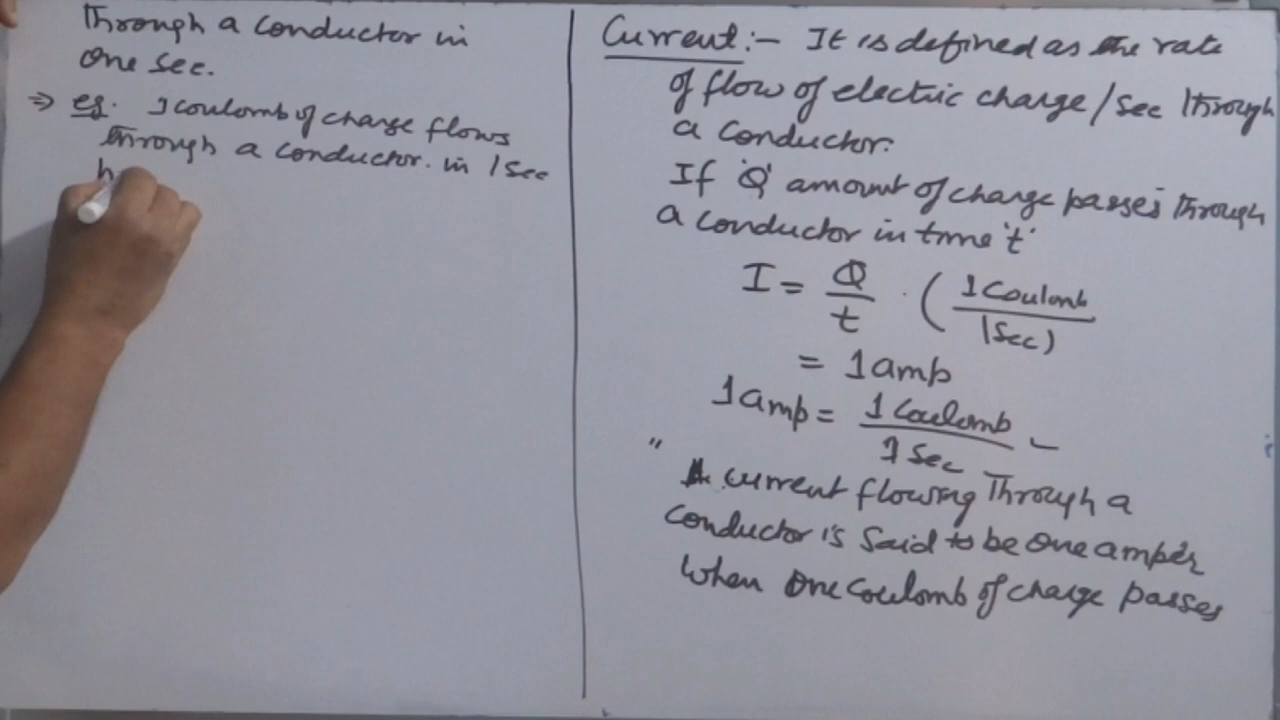 through a conductor in
one sec.
⇒ eg. 1 coulomb of charge flows
through a conductor. in 1 sec
h
Current :- It is defined as the rate
of flow of electric charge/sec through
a conductor.
If 'Q' amount of charge passes through
a conductor in time 't'
I = Q/t . (1 Coulomb/1 Sec)
= 1 amp
1 amp = 1 Coulomb/1 Sec -
" A current flowing through a
conductor is said to be one amper
when one coulomb of charge passes